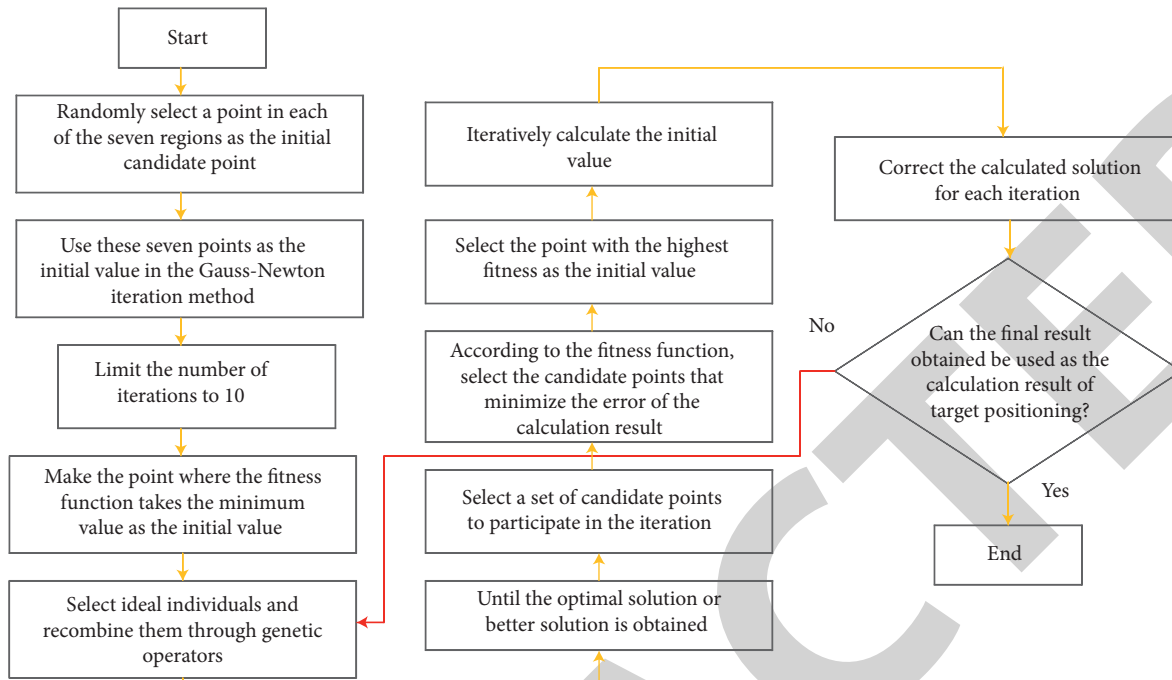 Start
Randomly select a point in each
of the seven regions as the initial
candidate point
Use these seven points as the
initial value in the Gauss-Newton
iteration method
Limit the number of
iterations to 10
Make the point where the fitness
function takes the minimum
value as the initial value
Select ideal individuals and
recombine them through genetic
operators
Until the optimal solution or
better solution is obtained
Select a set of candidate points
to participate in the iteration
According to the fitness function,
select the candidate points that
minimize the error of the
calculation result
Select the point with the highest
fitness as the initial value
Iteratively calculate the initial
value
Correct the calculated solution
for each iteration
Can the final result
obtained be used as the
calculation result of
target positioning?
No
Yes
End
CTE